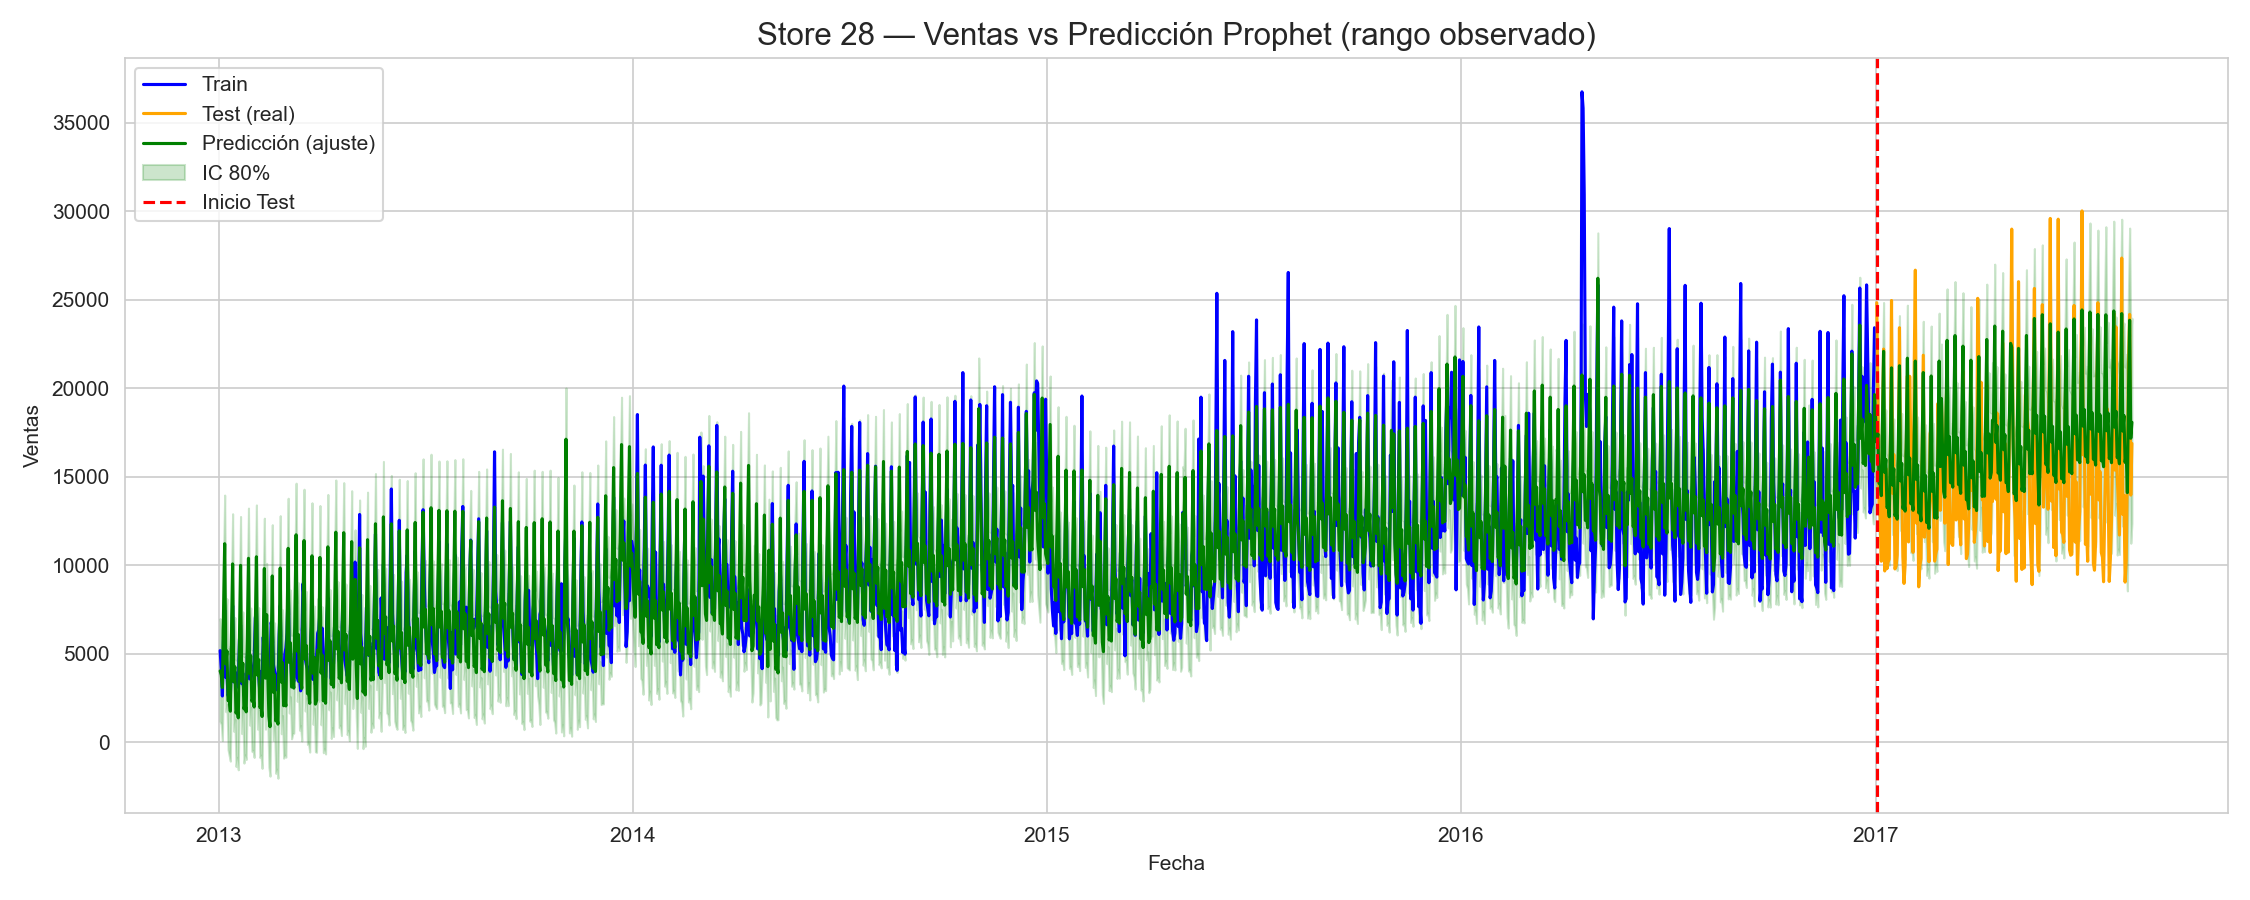 Store 28 — Ventas vs Predicción Prophet (rango observado)
Train
Test (real)
Predicción (ajuste)
IC 80%
Inicio Test
35000
30000
25000
20000
15000
10000
5000
0
Ventas
2013
2014
2015
2016
2017
Fecha